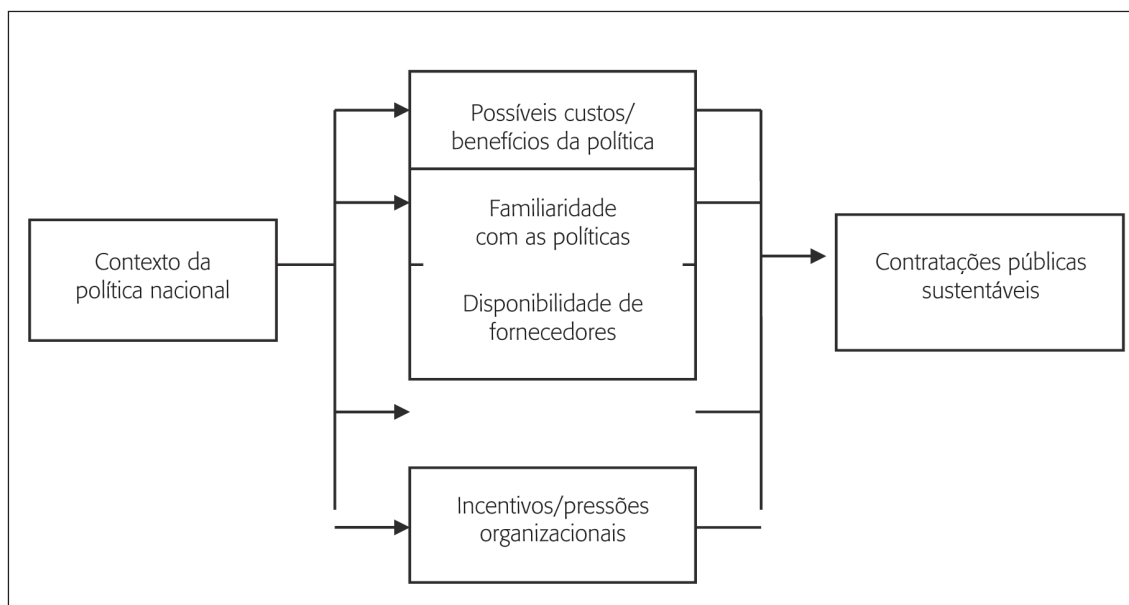 Possíveis custos/
benefícios da política
Familiaridade
com as políticas
Contexto da
política nacional
Disponibilidade de
fornecedores
Contratações públicas
sustentáveis
Incentivos/pressões
organizacionais